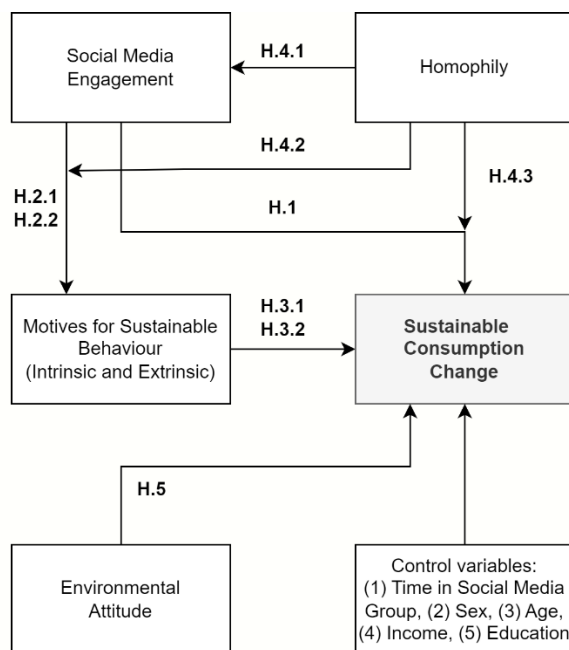 Social Media
Engagement
H.4.1
Homophily
H.4.2
H.4.3
H.2.1
H.2.2
H.1
Motives for Sustainable
Behaviour
(Intrinsic and Extrinsic)
H.3.1
H.3.2
Sustainable
Consumption
Change
H.5
Environmental
Attitude
Control variables:
(1) Time in Social Media
Group, (2) Sex, (3) Age,
(4) Income, (5) Education